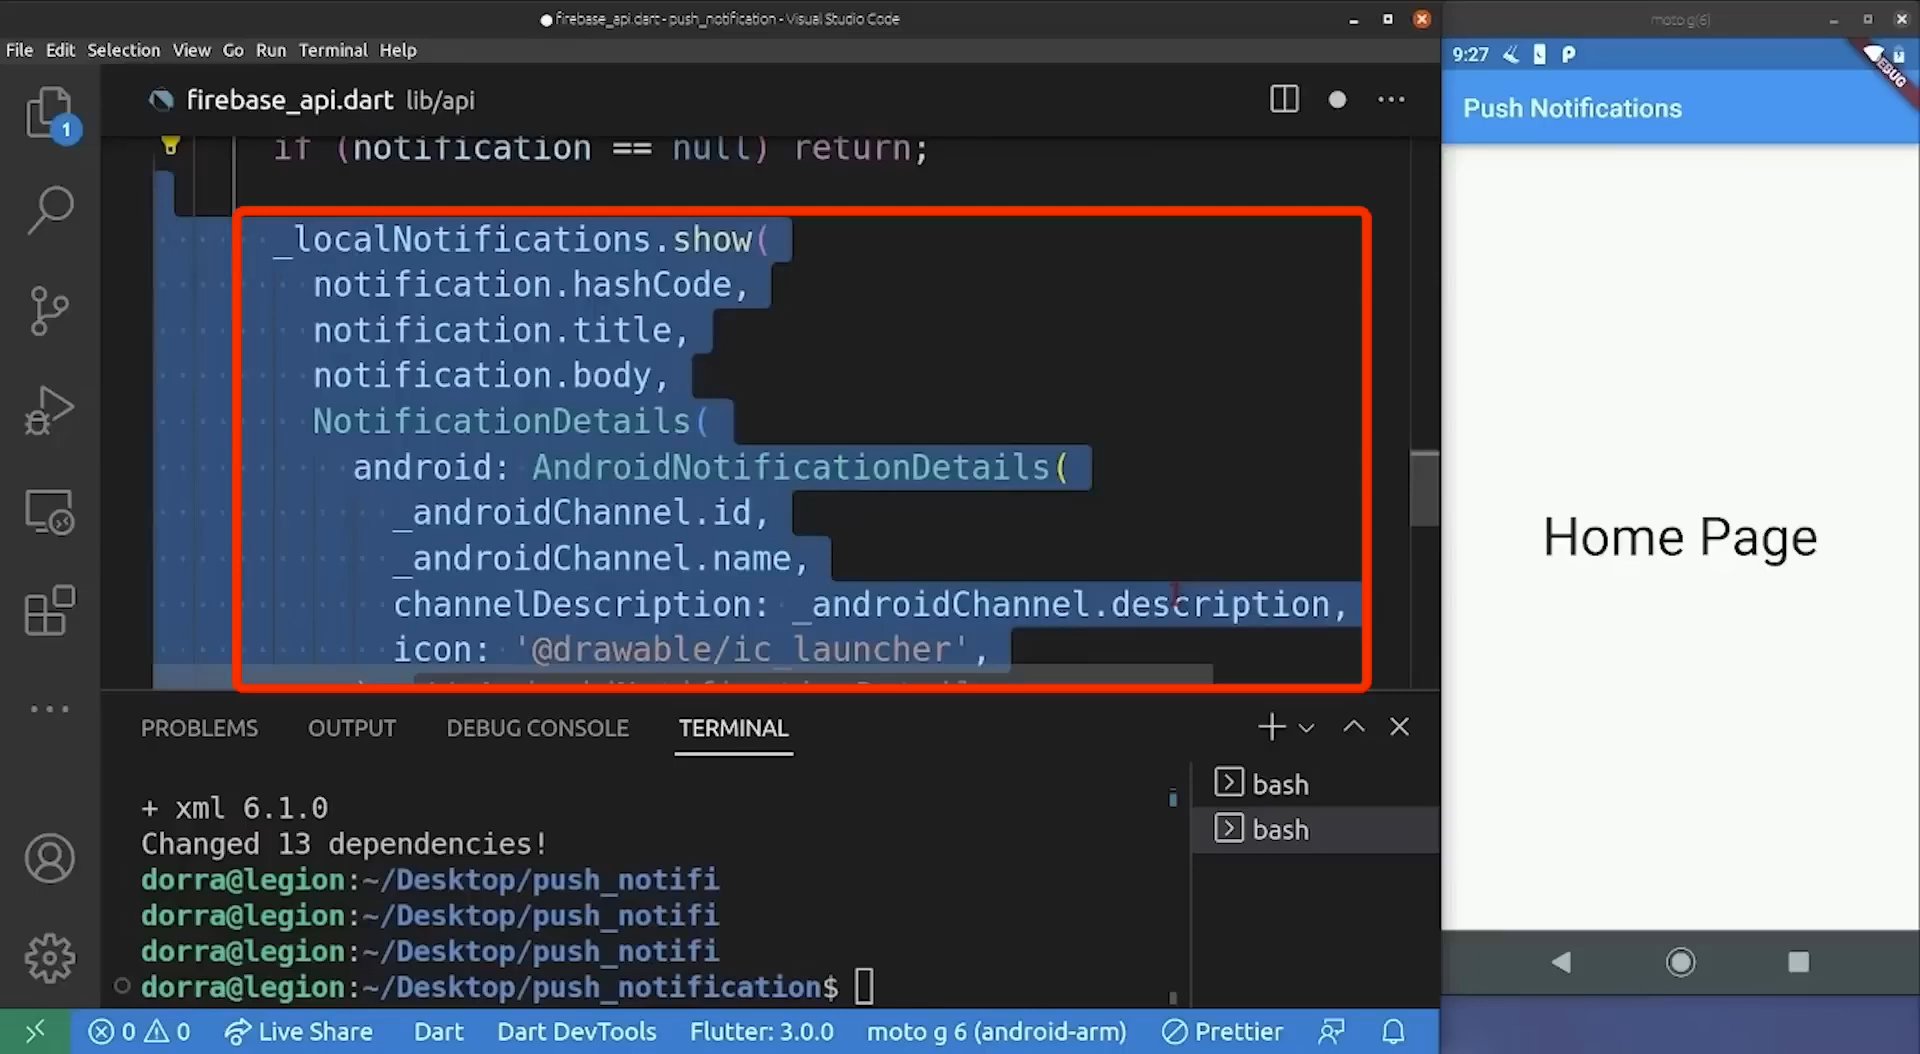 firebase_api.dart - push_notification - Visual Studio Code
moto g(6)
File Edit Selection View Go Run Terminal Help
9:27
DEBUG
1
firebase_api.dart lib/api
Push Notifications
if (notification == null) return;
_localNotifications.show(
notification.hashCode,
notification.title,
notification.body,
NotificationDetails(
android: AndroidNotificationDetails(
_androidChannel.id,
_androidChannel.name,
channelDescription: _androidChannel.description,
icon: '@drawable/ic_launcher',
Home Page
PROBLEMS OUTPUT DEBUG CONSOLE TERMINAL
+ xml 6.1.0
Changed 13 dependencies!
dorra@legion:~/Desktop/push_notifi
dorra@legion:~/Desktop/push_notifi
dorra@legion:~/Desktop/push_notifi
dorra@legion:~/Desktop/push_notification$
bash
bash
0 0 Live Share Dart Dart DevTools Flutter: 3.0.0 moto g 6 (android-arm) Prettier